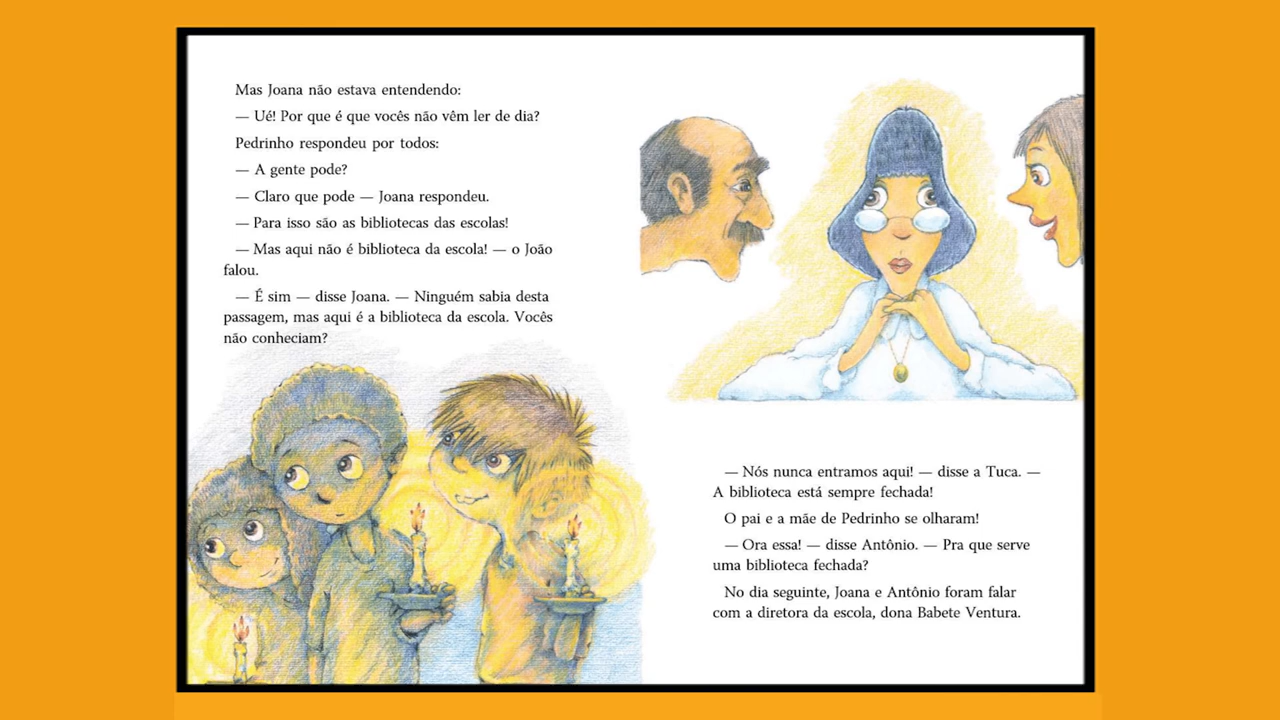 Mas Joana não estava entendendo:
— Ué! Por que é que vocês não vêm ler de dia?
Pedrinho respondeu por todos:
— A gente pode?
— Claro que pode — Joana respondeu.
— Para isso são as bibliotecas das escolas!
— Mas aqui não é biblioteca da escola! — o João
falou.
— É sim — disse Joana. — Ninguém sabia desta
passagem, mas aqui é a biblioteca da escola. Vocês
não conheciam?
— Nós nunca entramos aqui! — disse a Tuca. —
A biblioteca está sempre fechada!
O pai e a mãe de Pedrinho se olharam!
— Ora essa! — disse Antônio. — Pra que serve
uma biblioteca fechada?
No dia seguinte, Joana e Antônio foram falar
com a diretora da escola, dona Babete Ventura.